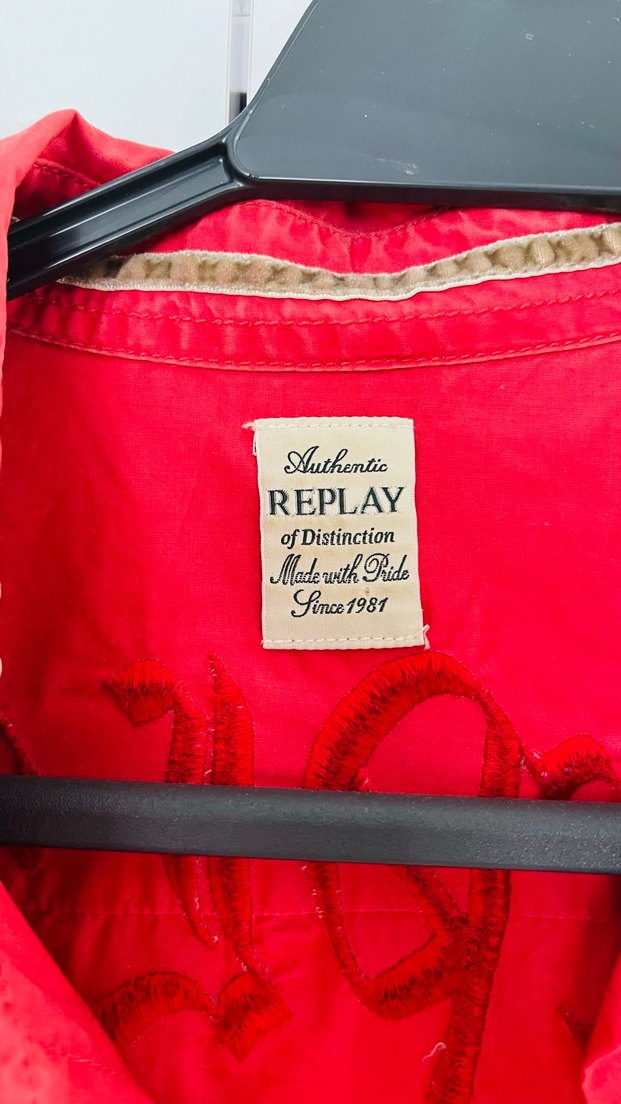 Authentic
REPLAY
of Distinction
Made with Pride
Since 1981